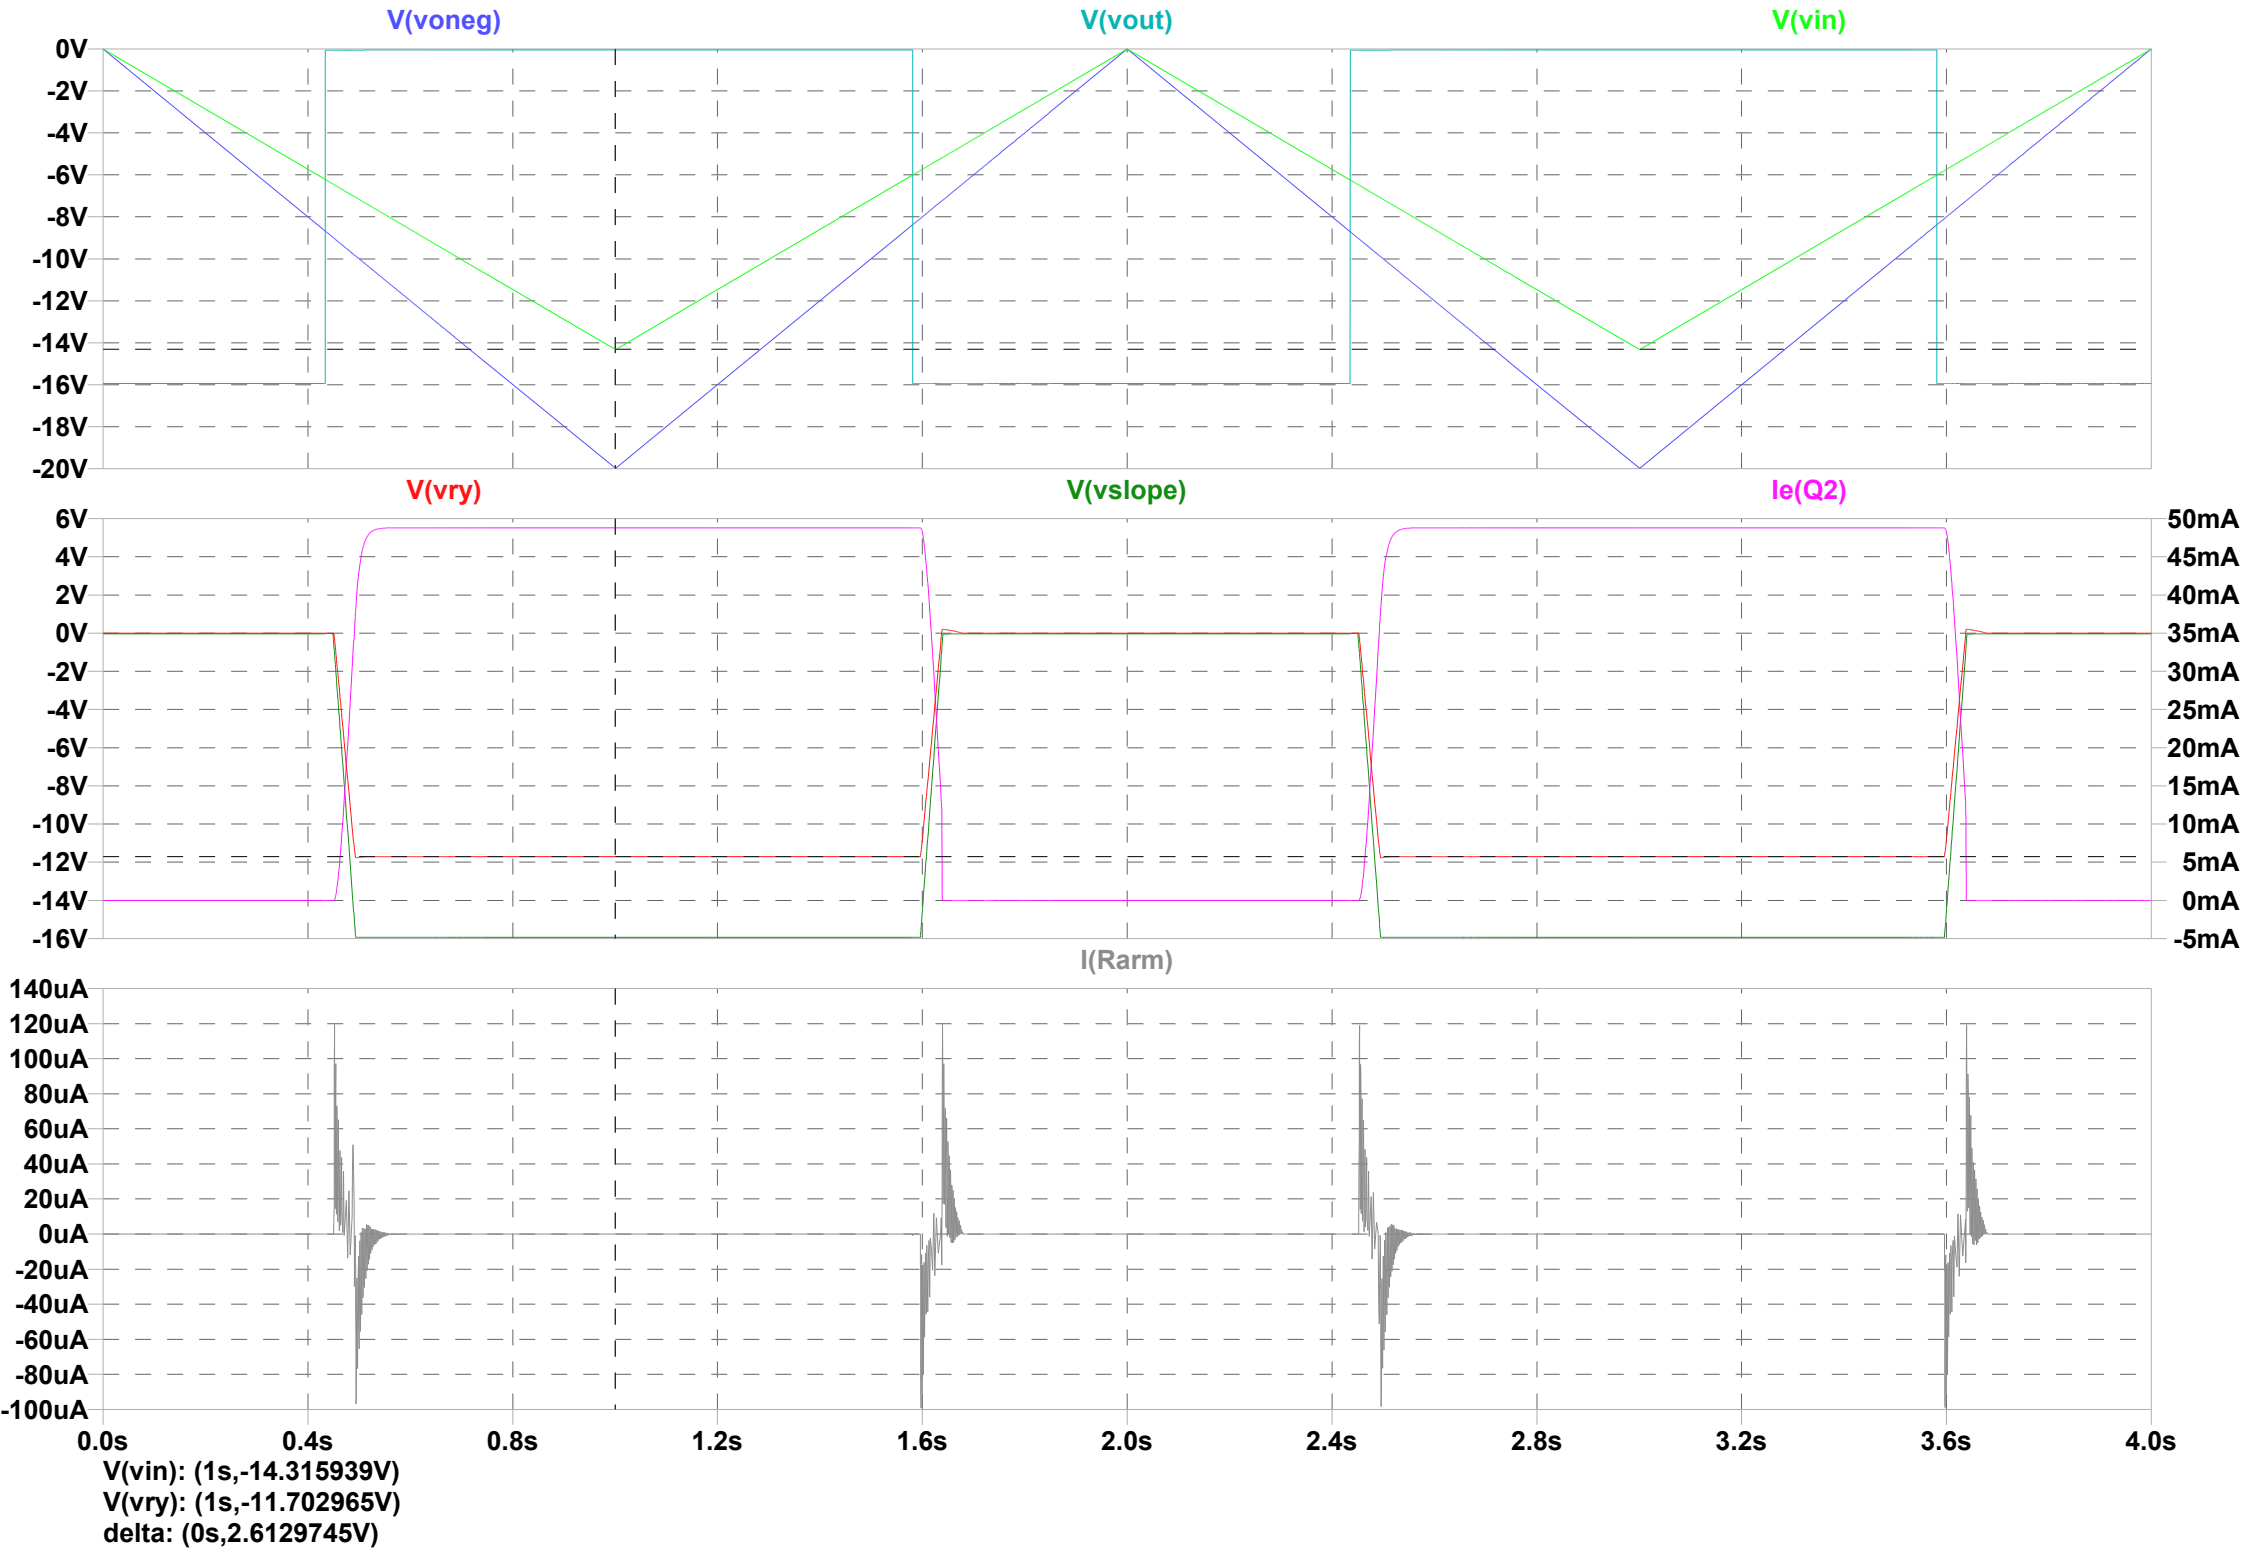 V(voneg) V(vout) V(vin)
0V
-2V
-4V
-6V
-8V
-10V
-12V
-14V
-16V
-18V
-20V
V(vry) V(vslope) Ie(Q2)
6V 50mA
4V 45mA
2V 40mA
0V 35mA
-2V 30mA
-4V 25mA
-6V 20mA
-8V 15mA
-10V 10mA
-12V 5mA
-14V 0mA
-16V -5mA
I(Rarm)
140uA
120uA
100uA
80uA
60uA
40uA
20uA
0uA
-20uA
-40uA
-60uA
-80uA
-100uA
0.0s 0.4s 0.8s 1.2s 1.6s 2.0s 2.4s 2.8s 3.2s 3.6s 4.0s
V(vin): (1s,-14.315939V)
V(vry): (1s,-11.702965V)
delta: (0s,2.6129745V)